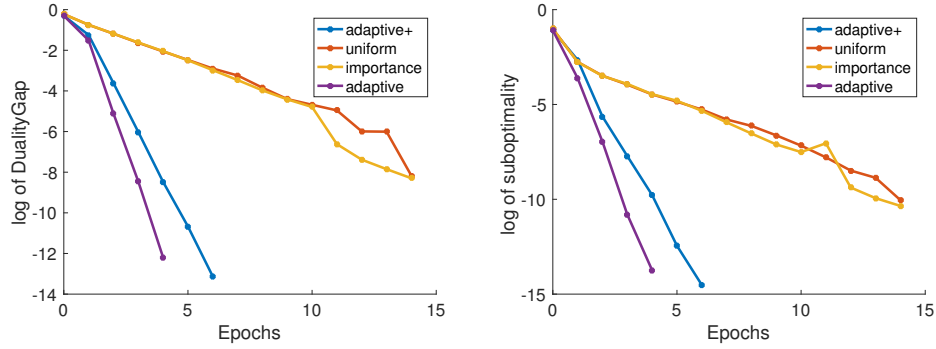 0
-2
-4
-6
-8
-10
-12
-14
log of DualityGap
0
5
10
15
Epochs
adaptive+
uniform
importance
adaptive
0
-5
-10
-15
log of suboptimality
0
5
10
15
Epochs
adaptive+
uniform
importance
adaptive